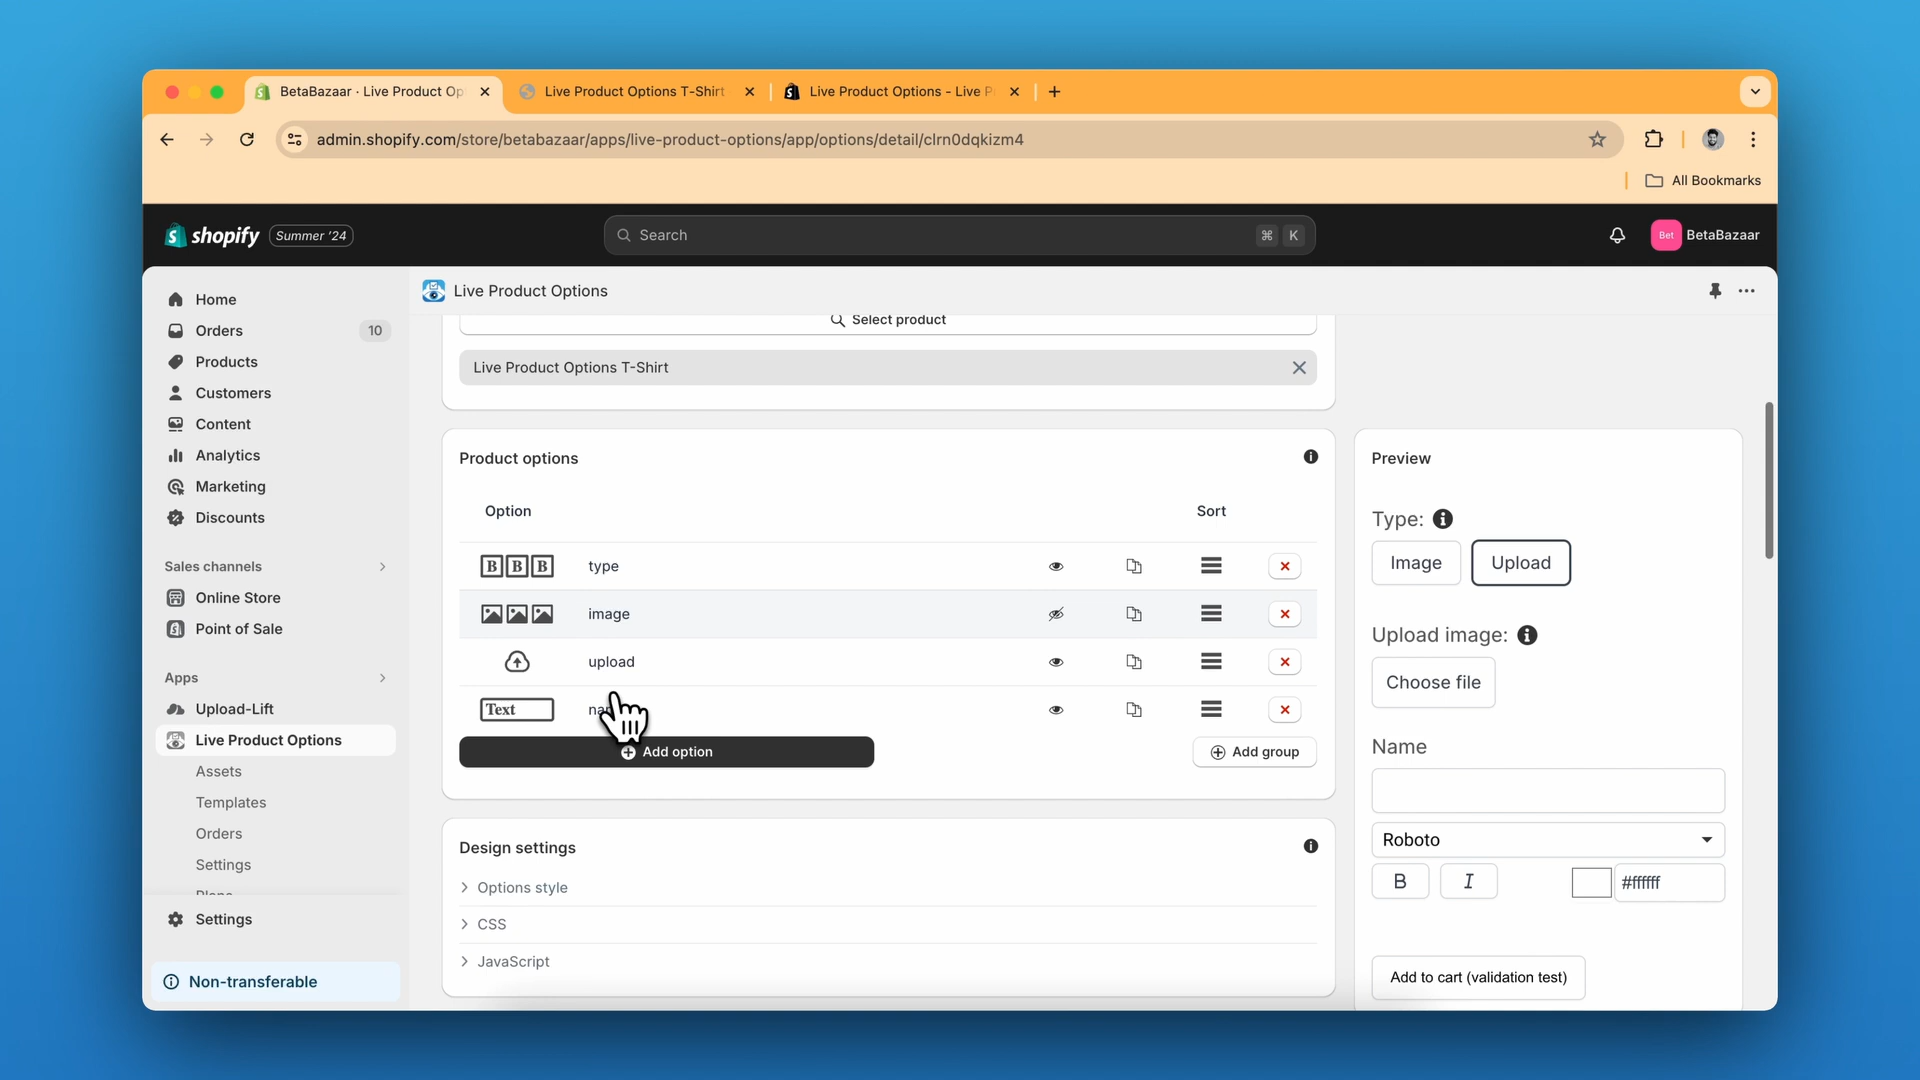 BetaBazaar · Live Product Op
Live Product Options T-Shirt
Live Product Options - Live P
admin.shopify.com/store/betabazaar/apps/live-product-options/app/options/detail/clrn0dqkizm4
All Bookmarks
shopify
Summer '24
Search
⌘ K
Bet
BetaBazaar
Home
Orders
10
Products
Customers
Content
Analytics
Marketing
Discounts
Sales channels
Online Store
Point of Sale
Apps
Upload-Lift
Live Product Options
Assets
Templates
Orders
Settings
Settings
Non-transferable
Live Product Options
Select product
Live Product Options T-Shirt
Product options
Option
Sort
B B B
type
image
upload
Text
Add option
Add group
Design settings
Options style
CSS
JavaScript
Preview
Type:
Image
Upload
Upload image:
Choose file
Name
Roboto
B
I
#ffffff
Add to cart (validation test)